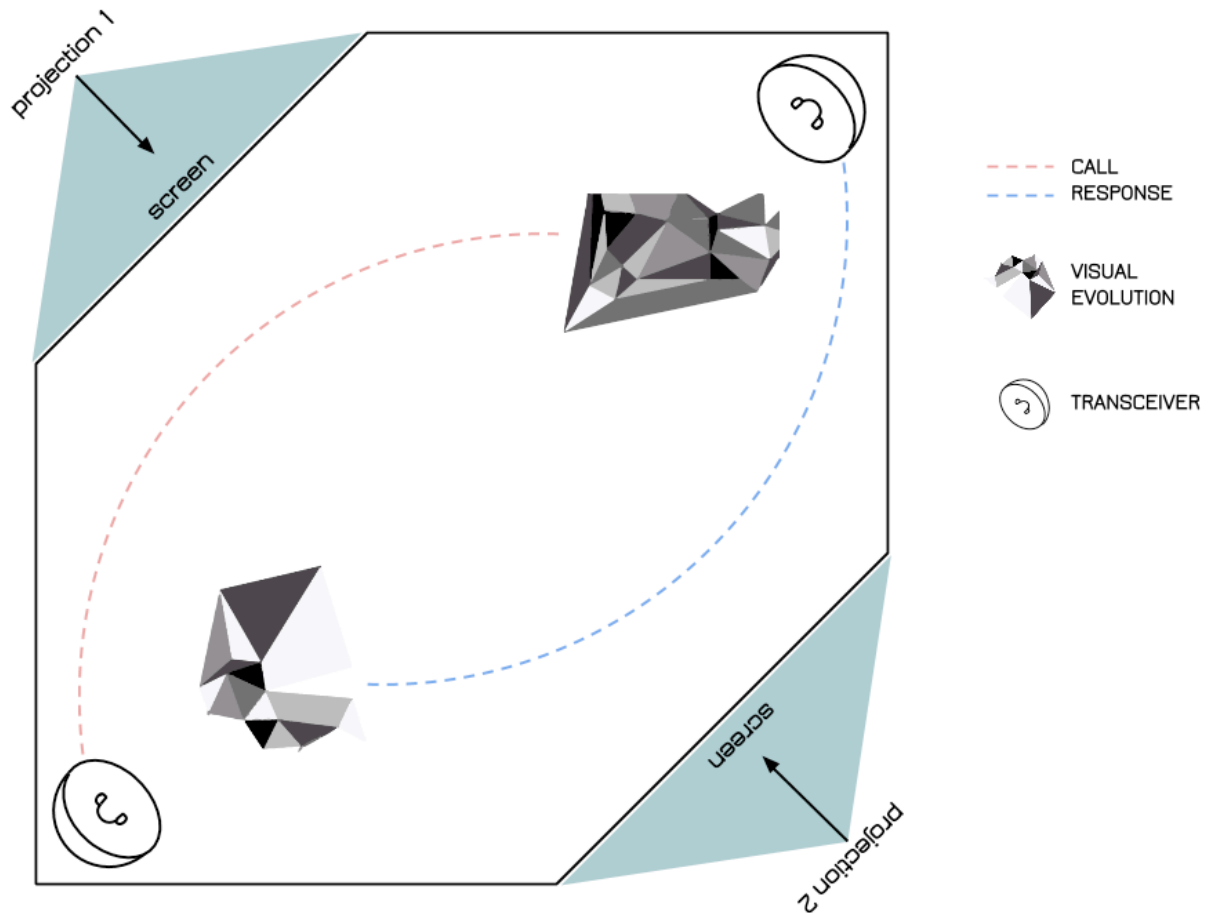 projection 1
screen
CALL
RESPONSE
VISUAL
EVOLUTION
TRANSCEIVER
screen
projection 2